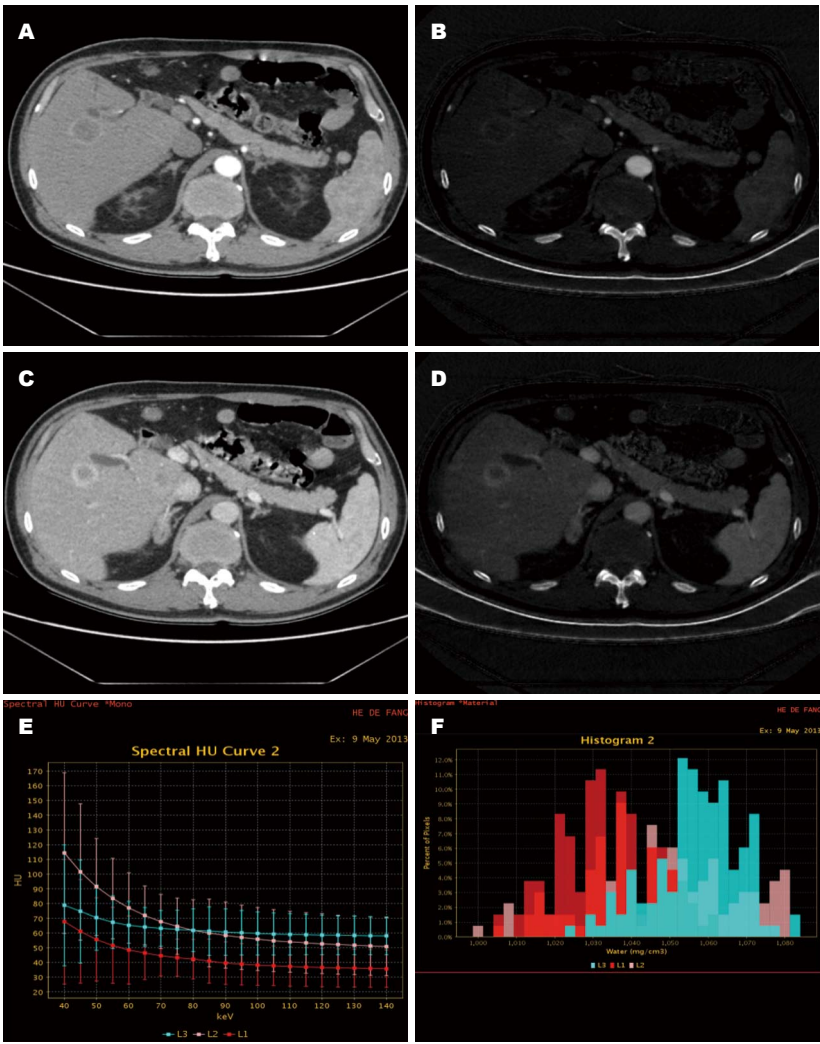 A
B
C
D
E
Spectral HU Curve *Mono
HE DE FANG
Ex: 9 May 2013
Spectral HU Curve 2
HU
170
160
150
140
130
120
110
100
90
80
70
60
50
40
30
20
40 50 60 70 80 90 100 110 120 130 140
keV
L3 L2 L1
F
Histogram *Material
HE DE FANG
Ex: 9 May 2013
Histogram 2
Percent of Pixels
12.0%
11.0%
10.0%
9.0%
8.0%
7.0%
6.0%
5.0%
4.0%
3.0%
2.0%
1.0%
0.0%
1,000 1,010 1,020 1,030 1,040 1,050 1,060 1,070 1,080
Water (mg/cm3)
L3 L1 L2